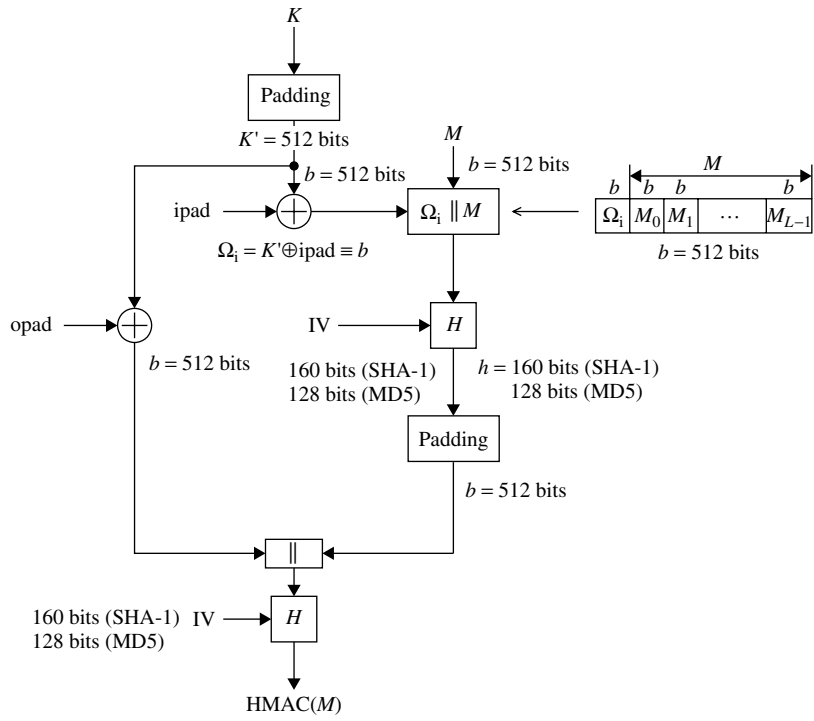 K
Padding
K' = 512 bits
M
b = 512 bits
b = 512 bits
ipad
Ωi || M
Ωi = K'⊕ipad ≡ b
M
b b b b
Ωi M0 M1 ... ML−1
b = 512 bits
opad
b = 512 bits
IV
H
160 bits (SHA-1)
128 bits (MD5)
h = 160 bits (SHA-1)
128 bits (MD5)
Padding
b = 512 bits
||
160 bits (SHA-1) IV
128 bits (MD5)
H
HMAC(M)